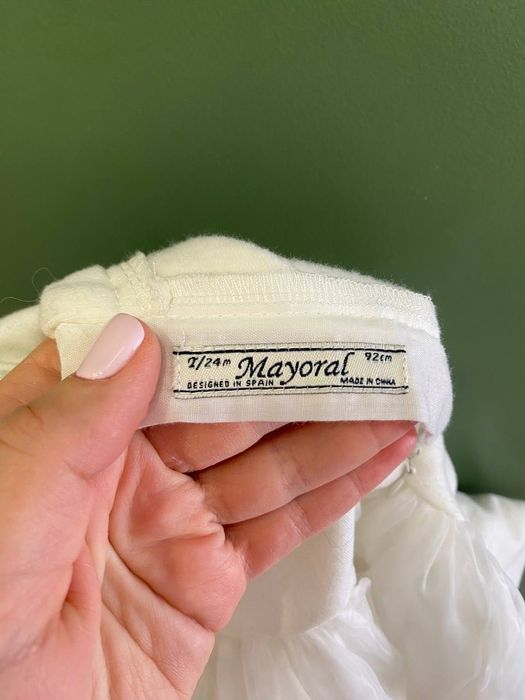 2/24m Mayoral 92cm
DESIGNED IN SPAIN MADE IN CHINA